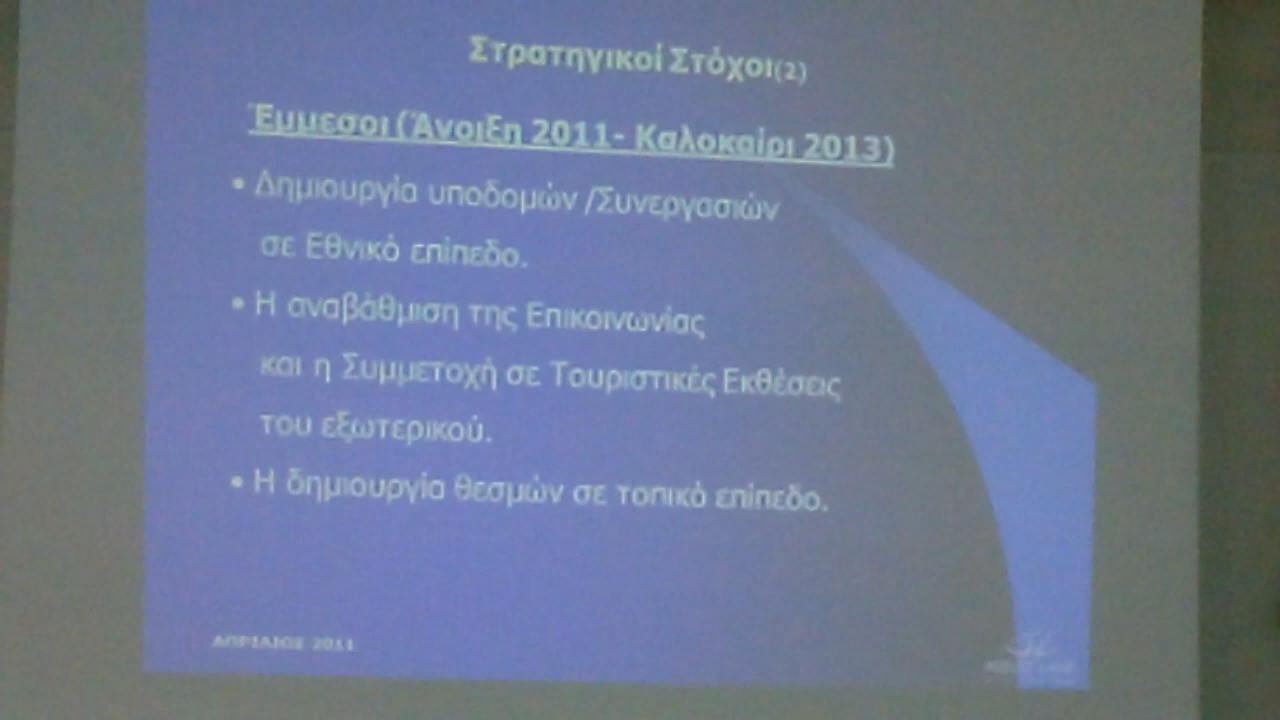 Στρατηγικοί Στόχοι(2)
Έμμεσοι (Άνοιξη 2011- Καλοκαίρι 2013)
• Δημιουργία υποδομών /Συνεργασιών
σε Εθνικό επίπεδο.
• Η αναβάθμιση της Επικοινωνίας
και η Συμμετοχή σε Τουριστικές Εκθέσεις
του εξωτερικού.
• Η δημιουργία θεσμών σε τοπικό επίπεδο.
ΑΠΡΙΛΙΟΣ 2011